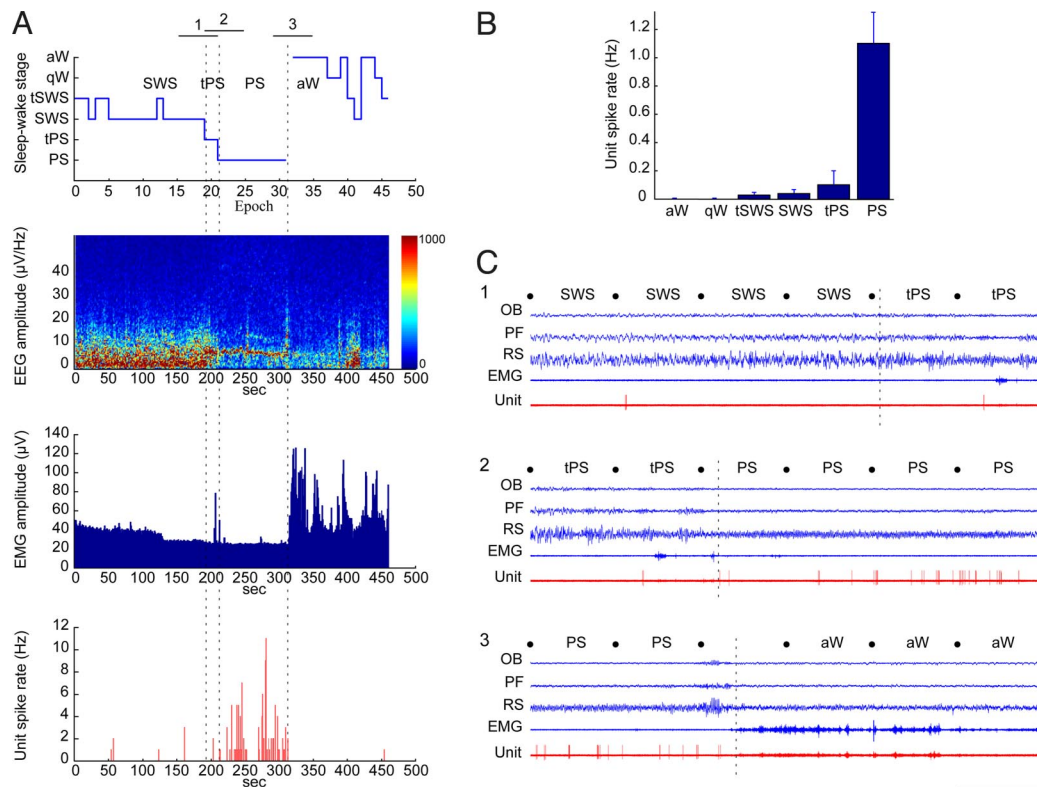 A
1 2 3
Sleep-wake stage
aW
qW
tSWS
SWS
tPS
PS
SWS tPS PS aW
0 5 10 15 20 25 30 35 40 45 50
Epoch
EEG amplitude (µV/Hz)
40
30
20
10
0
1000
0
0 50 100 150 200 250 300 350 400 450 500
sec
EMG amplitude (µV)
140
120
100
80
60
40
20
0
0 50 100 150 200 250 300 350 400 450 500
sec
Unit spike rate (Hz)
12
10
8
6
4
2
0
0 50 100 150 200 250 300 350 400 450 500
sec
B
Unit spike rate (Hz)
1.2
1
0.8
0.6
0.4
0.2
0
aW qW tSWS SWS tPS PS
C
1
SWS SWS SWS SWS tPS tPS
OB
PF
RS
EMG
Unit
2
tPS tPS PS PS PS PS
OB
PF
RS
EMG
Unit
3
PS PS aW aW aW
OB
PF
RS
EMG
Unit